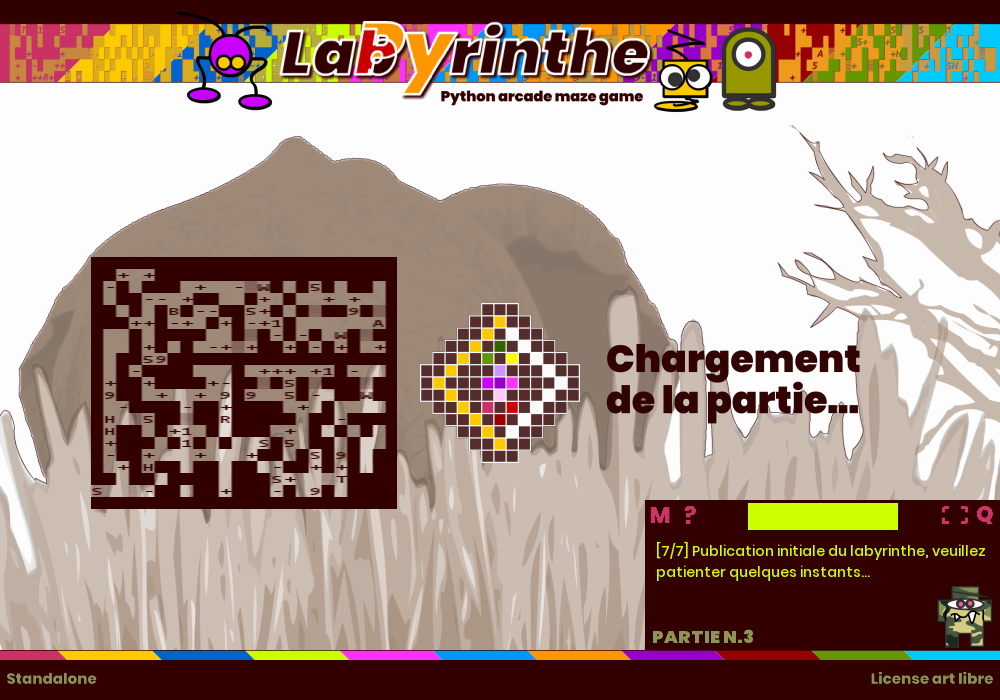 Labyrinthe
Python arcade maze game
Chargement
de la partie...
M ? Q
[7/7] Publication initiale du labyrinthe, veuillez
patienter quelques instants...
PARTIE N.3
Standalone
License art libre